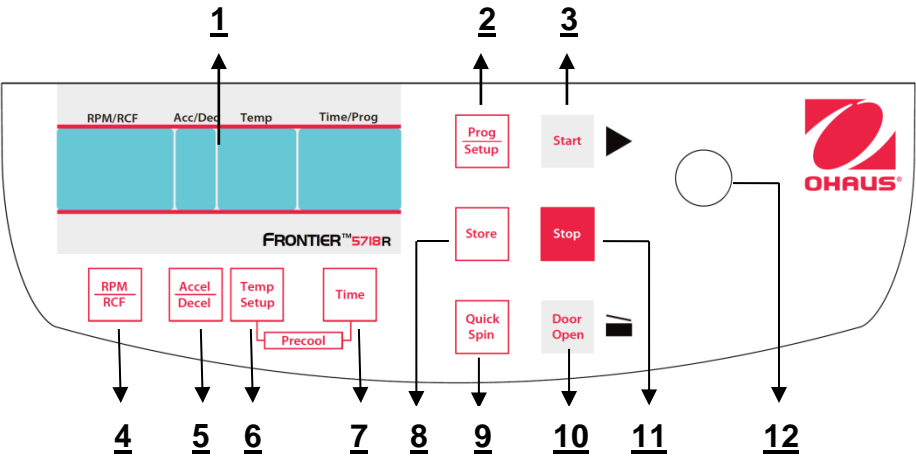 1 2 3
RPM/RCF Acc/Dec Temp Time/Prog
Prog
Setup
Start
OHAUS®
FRONTIER™5718R
Store
Stop
RPM
RCF
Accel
Decel
Temp
Setup
Time
Precool
Quick
Spin
Door
Open
4 5 6 7 8 9 10 11 12